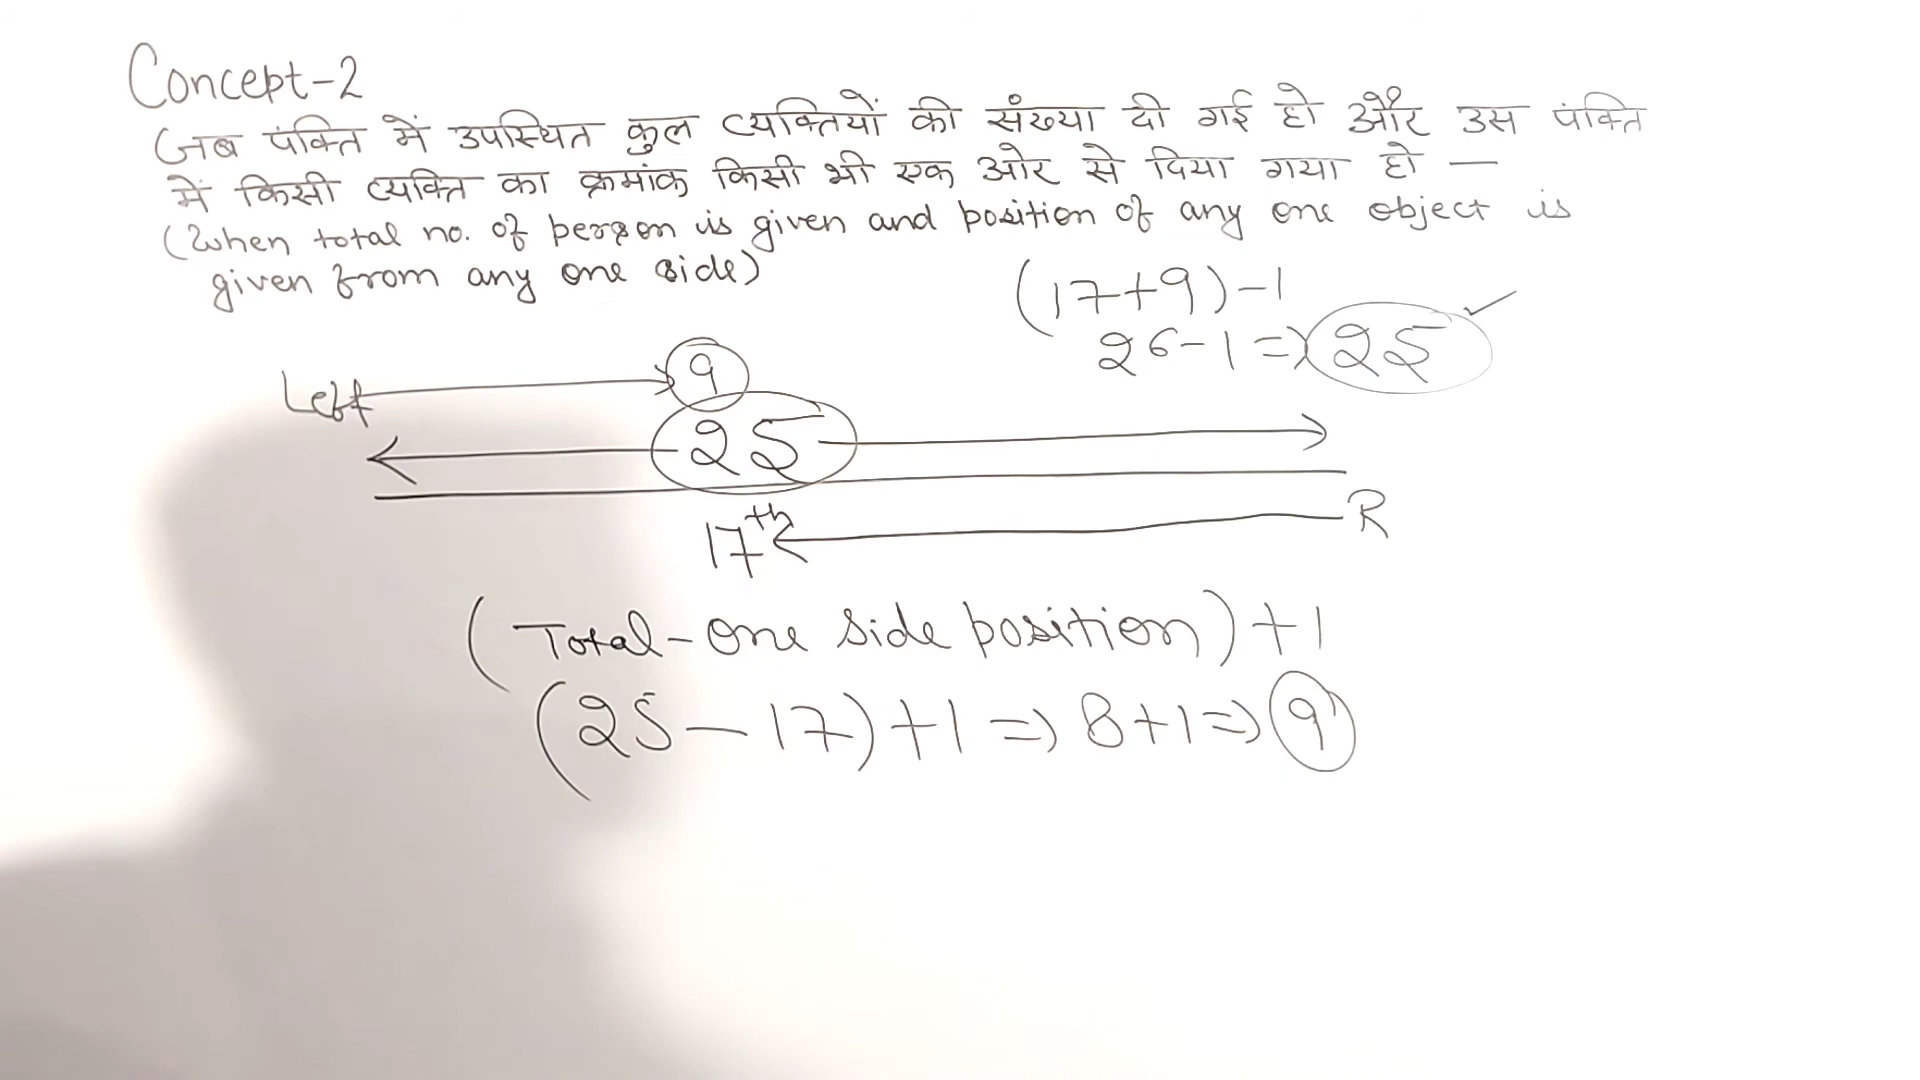 Concept-2
जब पंक्ति में उपस्थित कुल व्यक्तियों की संख्या दी गई हो और उस पंक्ति
में किसी व्यक्ति का क्रमांक किसी भी एक ओर से दिया गया हो —
(When total no. of person is given and position of any one object is
given from any one side)
(17+9)-1
26-1=>25
Left 9
25
17th R
(Total-one side position)+1
(25-17)+1=>8+1=>9